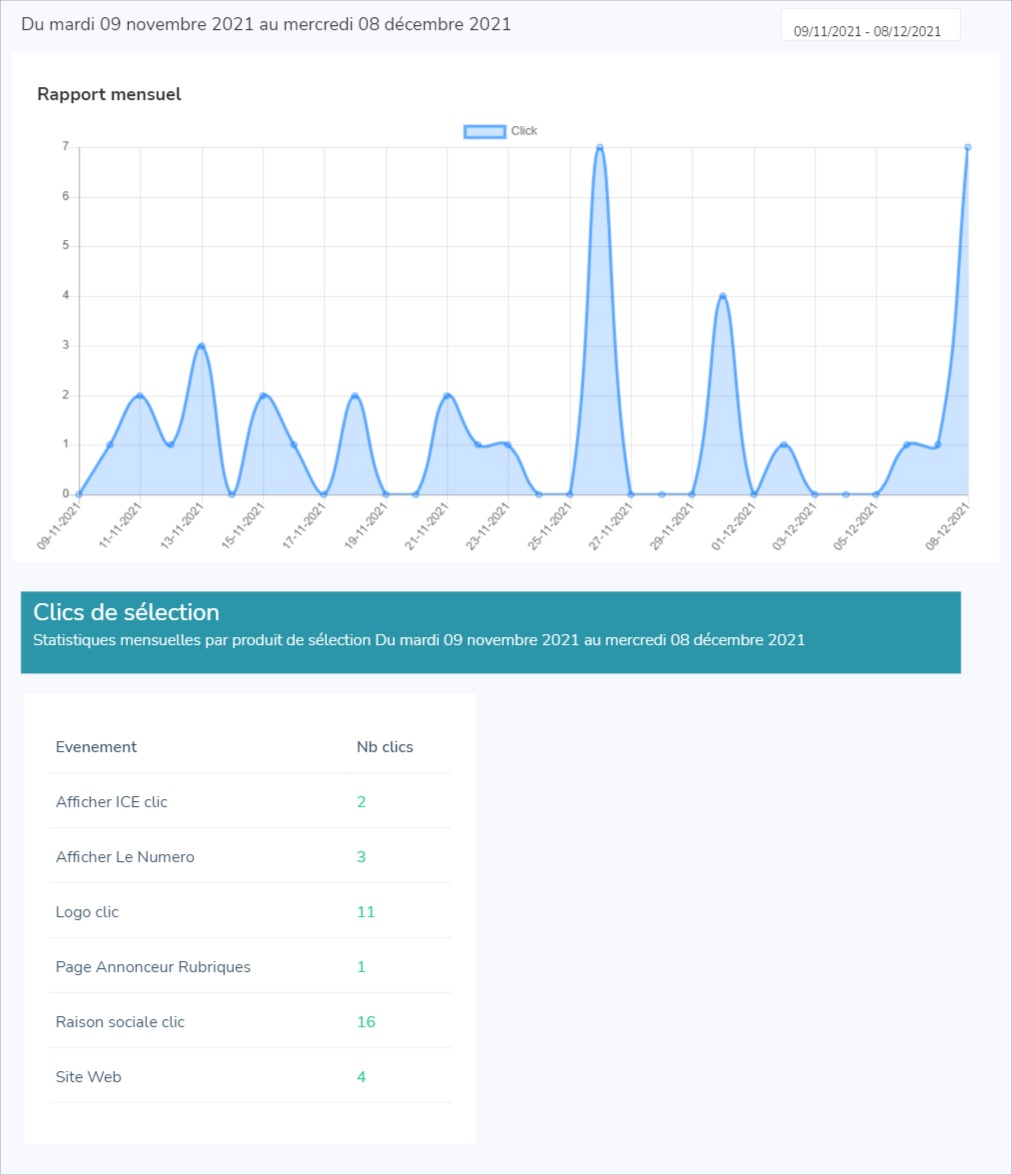 Du mardi 09 novembre 2021 au mercredi 08 décembre 2021
09/11/2021 - 08/12/2021
Rapport mensuel
Click
7
6
5
4
3
2
1
0
09-11-2021
11-11-2021
13-11-2021
15-11-2021
17-11-2021
19-11-2021
21-11-2021
23-11-2021
25-11-2021
27-11-2021
29-11-2021
01-12-2021
03-12-2021
05-12-2021
08-12-2021
Clics de sélection
Statistiques mensuelles par produit de sélection Du mardi 09 novembre 2021 au mercredi 08 décembre 2021
Evenement Nb clics
Afficher ICE clic 2
Afficher Le Numero 3
Logo clic 11
Page Annonceur Rubriques 1
Raison sociale clic 16
Site Web 4